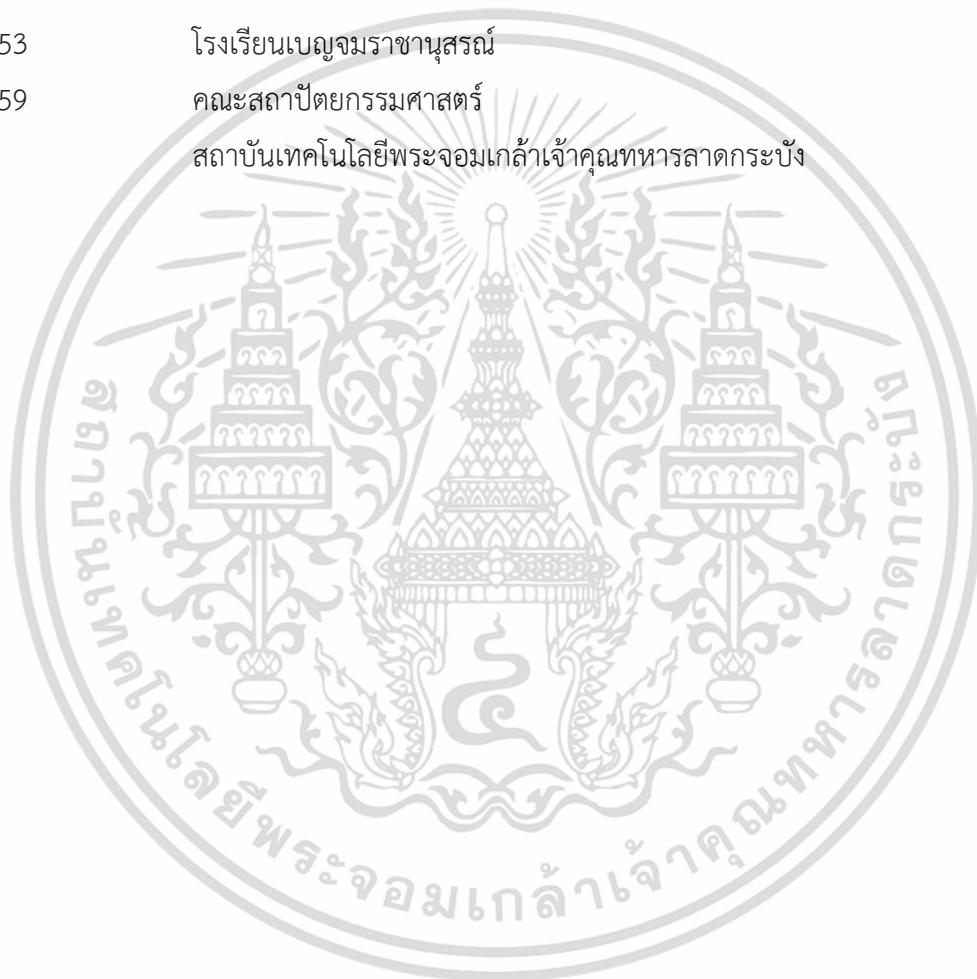 53 โรงเรียนเบญจมราชานุสรณ์
59 คณะสถาปัตยกรรมศาสตร์
สถาบันเทคโนโลยีพระจอมเกล้าเจ้าคุณทหารลาดกระบัง
สถาบันเทคโนโลยีพระจอมเกล้าเจ้าคุณทหารลาดกระบัง
๔